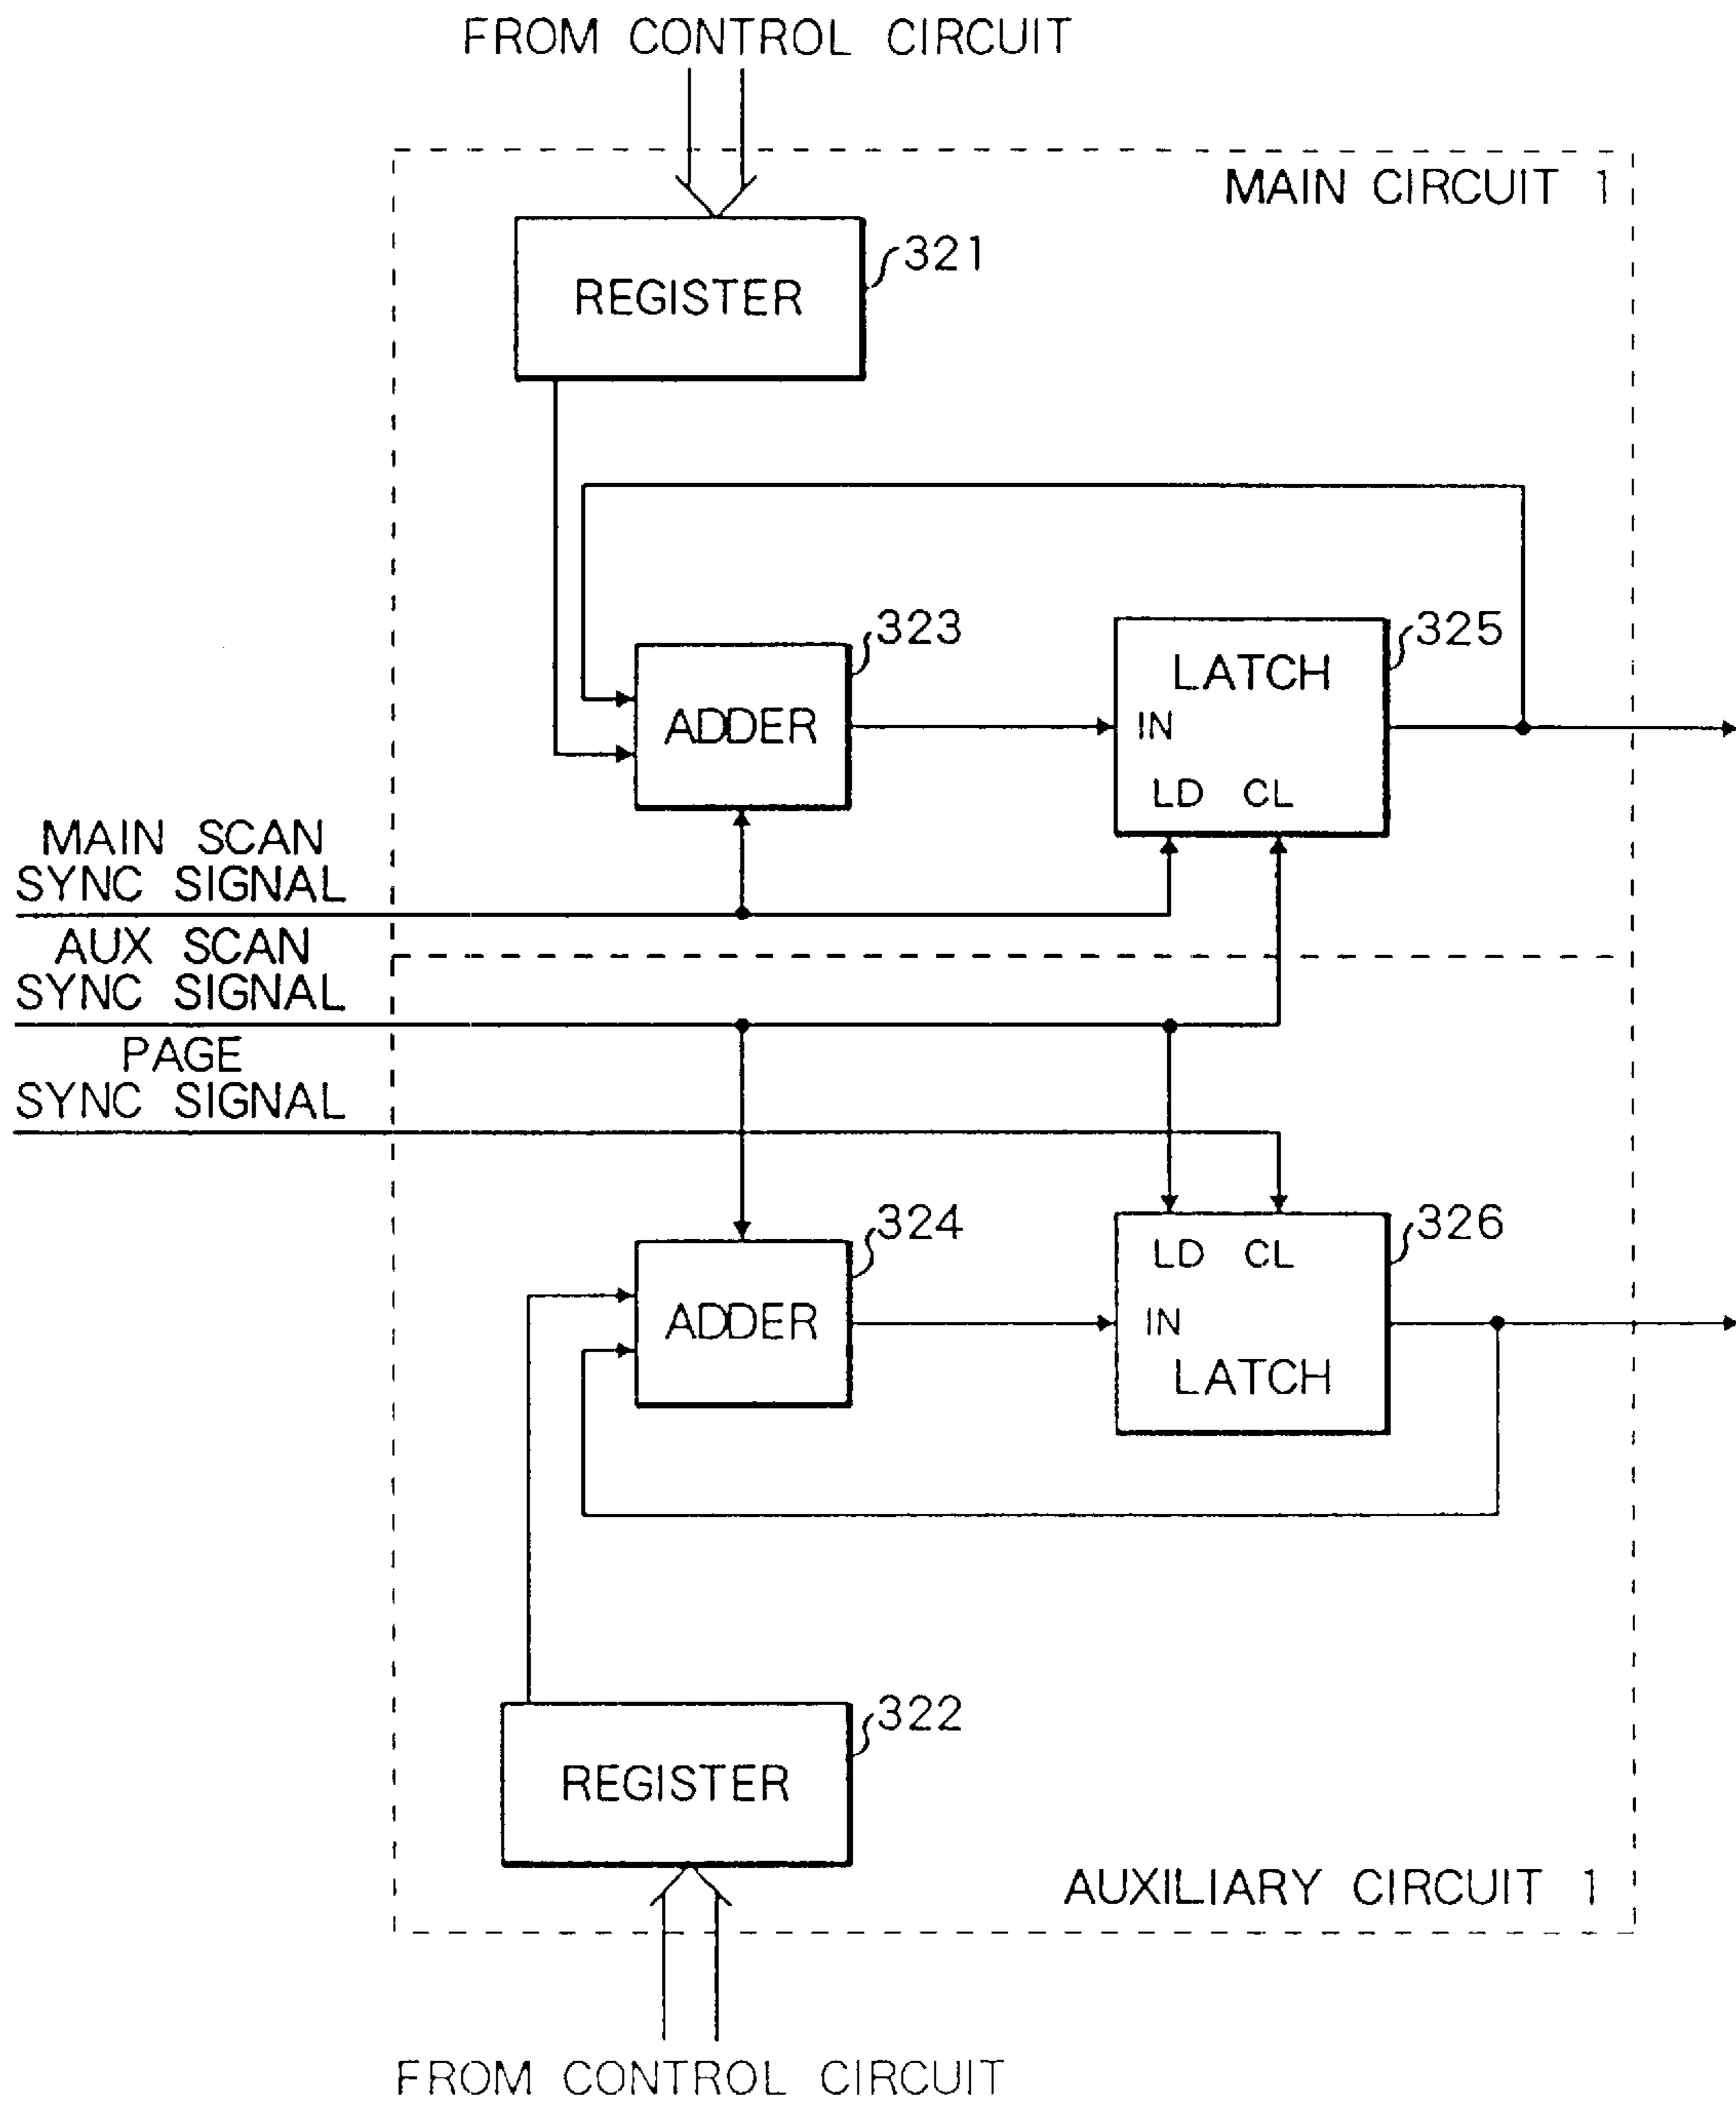 FROM CONTROL CIRCUIT
MAIN CIRCUIT 1
REGISTER
321
323
ADDER
325
LATCH
IN
LD CL
MAIN SCAN
SYNC SIGNAL
AUX SCAN
SYNC SIGNAL
PAGE
SYNC SIGNAL
324
ADDER
326
LD CL
IN
LATCH
322
REGISTER
AUXILIARY CIRCUIT 1
FROM CONTROL CIRCUIT